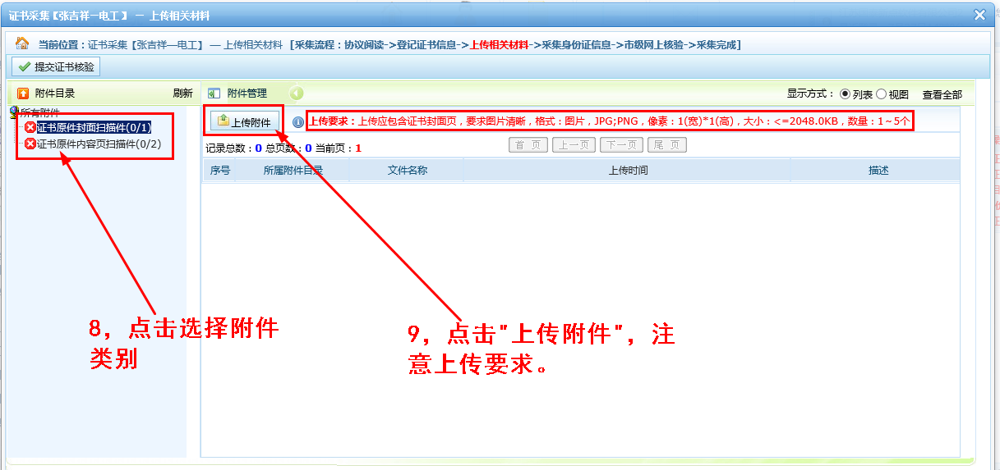 证书采集【张吉祥—电工】 — 上传相关材料
当前位置：证书采集【张吉祥—电工】 — 上传相关材料 [采集流程：协议阅读->登记证书信息->上传相关材料->采集身份证信息->市级网上核验->采集完成]
提交证书核验
附件目录 刷新
附件管理 显示方式： 列表 视图 查看全部
所有附件
证书原件封面扫描件(0/1)
证书原件内容页扫描件(0/2)
上传附件 上传要求：上传应包含证书封面页，要求图片清晰，格式：图片，JPG;PNG，像素：1(宽)*1(高)，大小：<=2048.0KB，数量：1~5个
记录总数：0 总页数：0 当前页：1 首 页 上一页 下一页 尾 页
序号 所属附件目录 文件名称 上传时间 描述
8，点击选择附件
类别
9，点击"上传附件"，注
意上传要求。